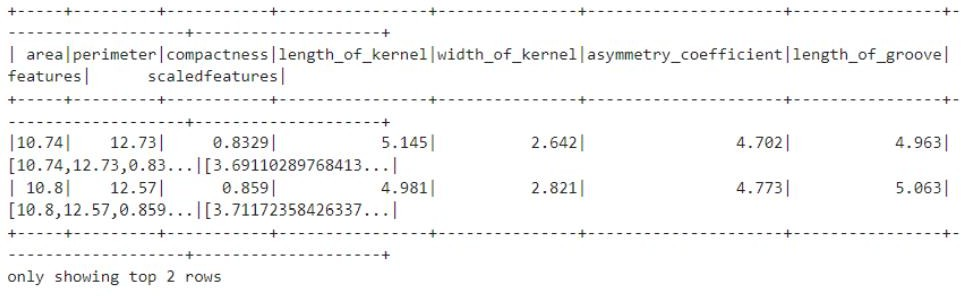 +-----+---------+-----------+----------------+---------------+---------------------+----------------+-
-------------------+--------------------+
| area|perimeter|compactness|length_of_kernel|width_of_kernel|asymmetry_coefficient|length_of_groove|
features|      scaledfeatures|
+-----+---------+-----------+----------------+---------------+---------------------+----------------+-
-------------------+--------------------+
|10.74|    12.73|     0.8329|           5.145|          2.642|                4.702|           4.963|
[10.74,12.73,0.83...|[3.69110289768413...|
| 10.8|    12.57|      0.859|           4.981|          2.821|                4.773|           5.063|
[10.8,12.57,0.859...|[3.71172358426337...|
+-----+---------+-----------+----------------+---------------+---------------------+----------------+-
-------------------+--------------------+
only showing top 2 rows